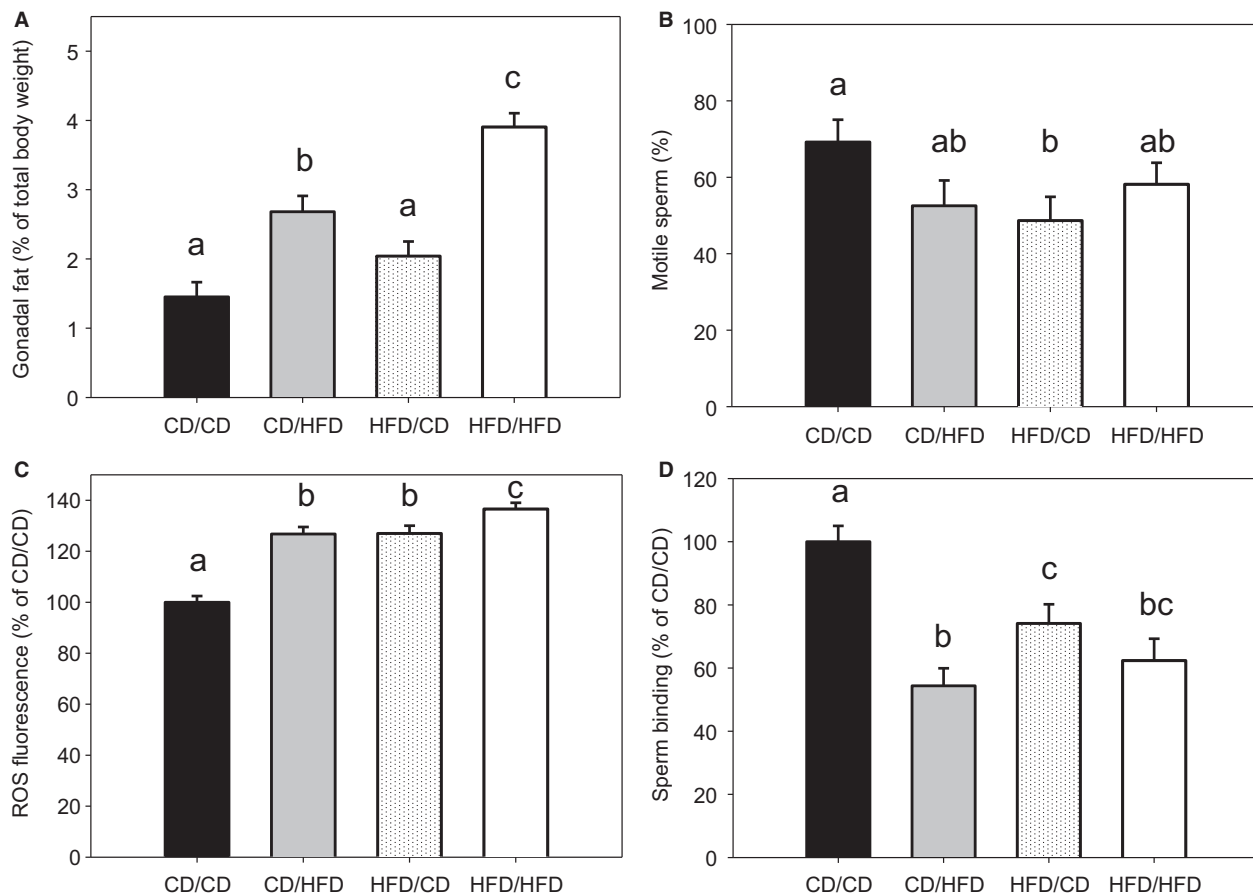 A
Gonadal fat (% of total body weight)
5
4
3
2
1
0
a
b
a
c
CD/CD
CD/HFD
HFD/CD
HFD/HFD
B
Motile sperm (%)
100
80
60
40
20
0
a
ab
b
ab
CD/CD
CD/HFD
HFD/CD
HFD/HFD
C
ROS fluorescence (% of CD/CD)
140
120
100
80
60
40
20
0
a
b
b
c
CD/CD
CD/HFD
HFD/CD
HFD/HFD
D
Sperm binding (% of CD/CD)
120
100
80
60
40
20
0
a
b
c
bc
CD/CD
CD/HFD
HFD/CD
HFD/HFD